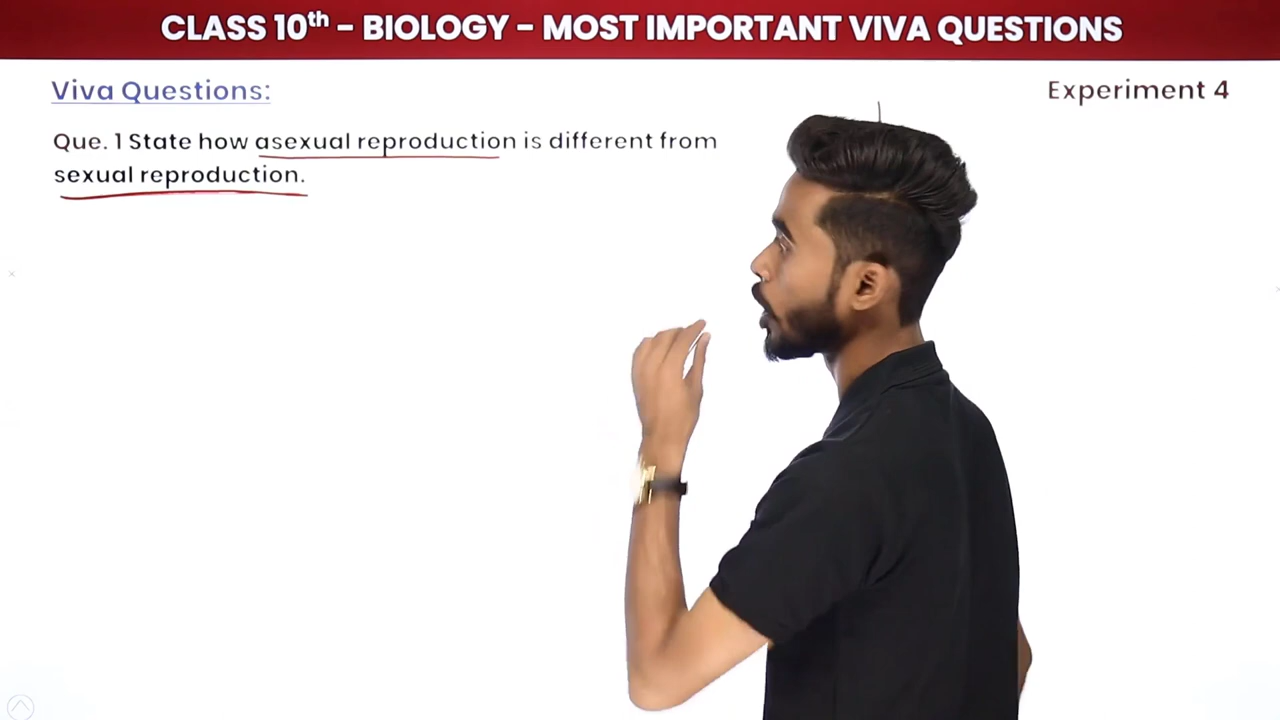 CLASS 10th - BIOLOGY - MOST IMPORTANT VIVA QUESTIONS
Viva Questions:
Experiment 4
Que. 1 State how asexual reproduction is different from
sexual reproduction.